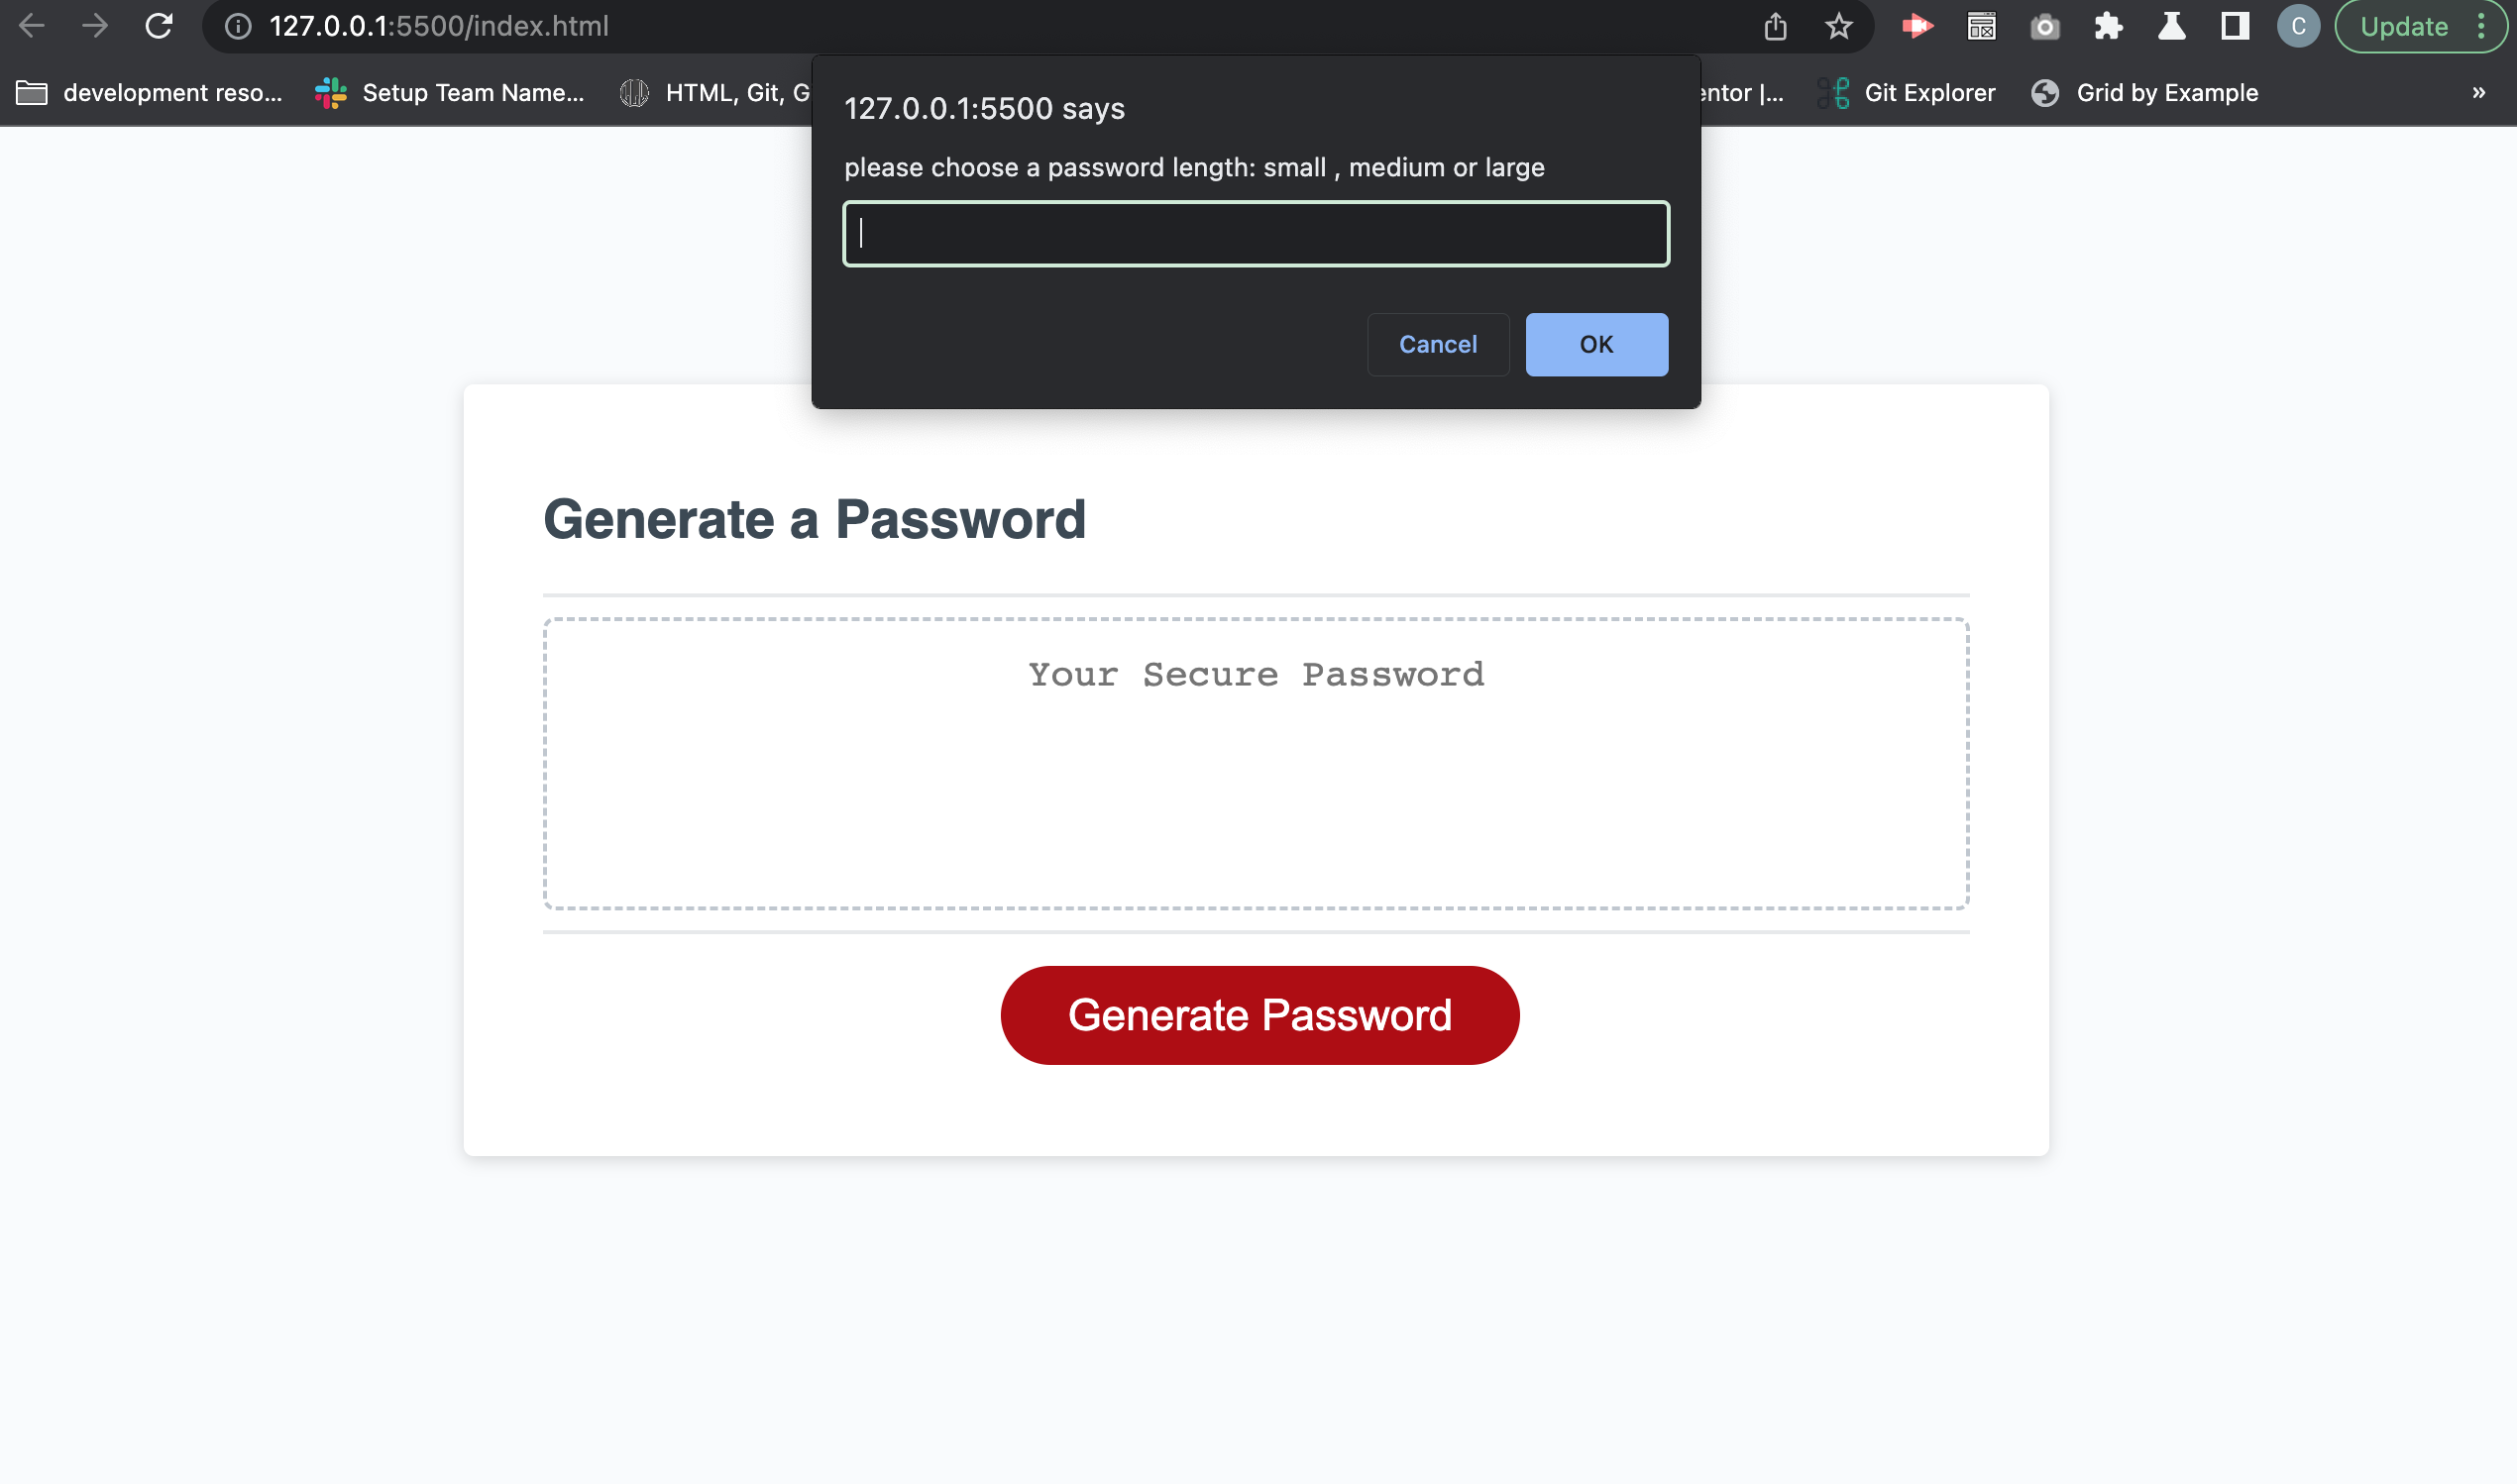 127.0.0.1:5500/index.html
C
Update
development reso...
Setup Team Name...
HTML, Git, G
entor |...
Git Explorer
Grid by Example
»
127.0.0.1:5500 says
please choose a password length: small , medium or large
Cancel
OK
Generate a Password
Your Secure Password
Generate Password